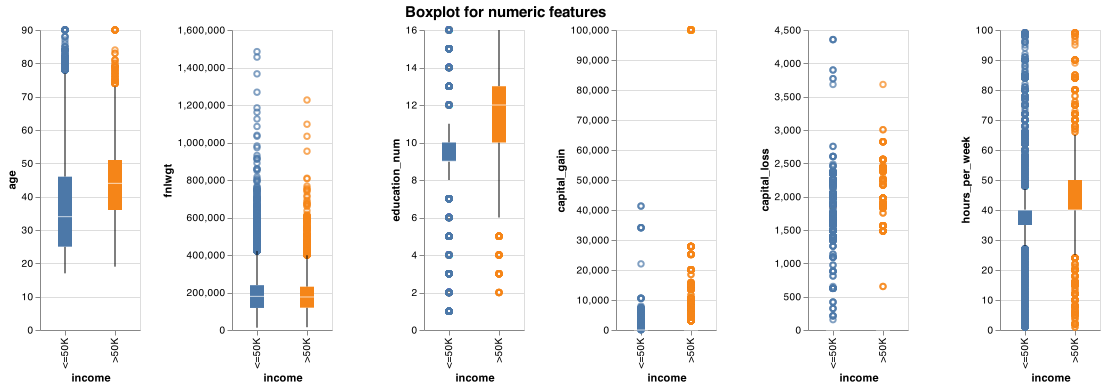 Boxplot for numeric features
age
90
80
70
60
50
40
30
20
10
0
<=50K
>50K
income
fnlwgt
1,600,000
1,400,000
1,200,000
1,000,000
800,000
600,000
400,000
200,000
0
<=50K
>50K
income
education_num
16
14
12
10
8
6
4
2
0
<=50K
>50K
income
capital_gain
100,000
90,000
80,000
70,000
60,000
50,000
40,000
30,000
20,000
10,000
0
<=50K
>50K
income
capital_loss
4,500
4,000
3,500
3,000
2,500
2,000
1,500
1,000
500
0
<=50K
>50K
income
hours_per_week
100
90
80
70
60
50
40
30
20
10
0
<=50K
>50K
income